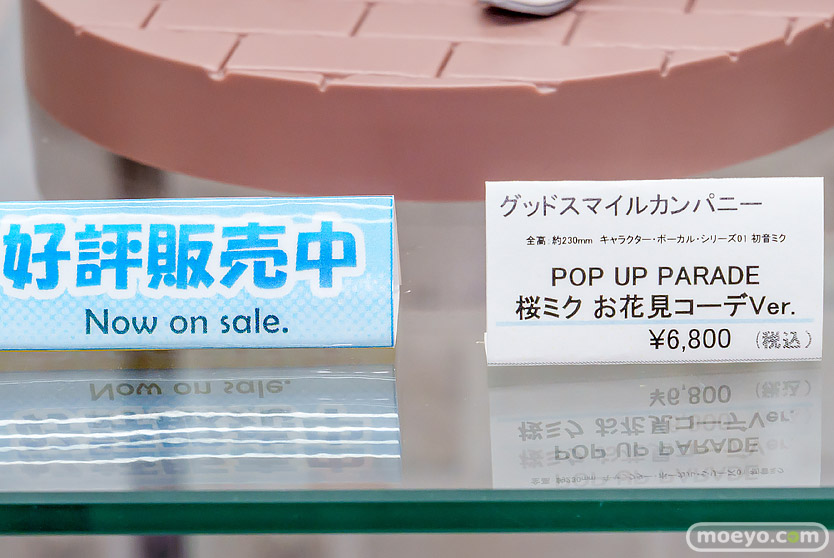 好評販売中
Now on sale.
グッドスマイルカンパニー
全高：約230mm キャラクター・ボーカル・シリーズ01 初音ミク
POP UP PARADE
桜ミク お花見コーデVer.
¥6,800 （税込）
moeyo.com